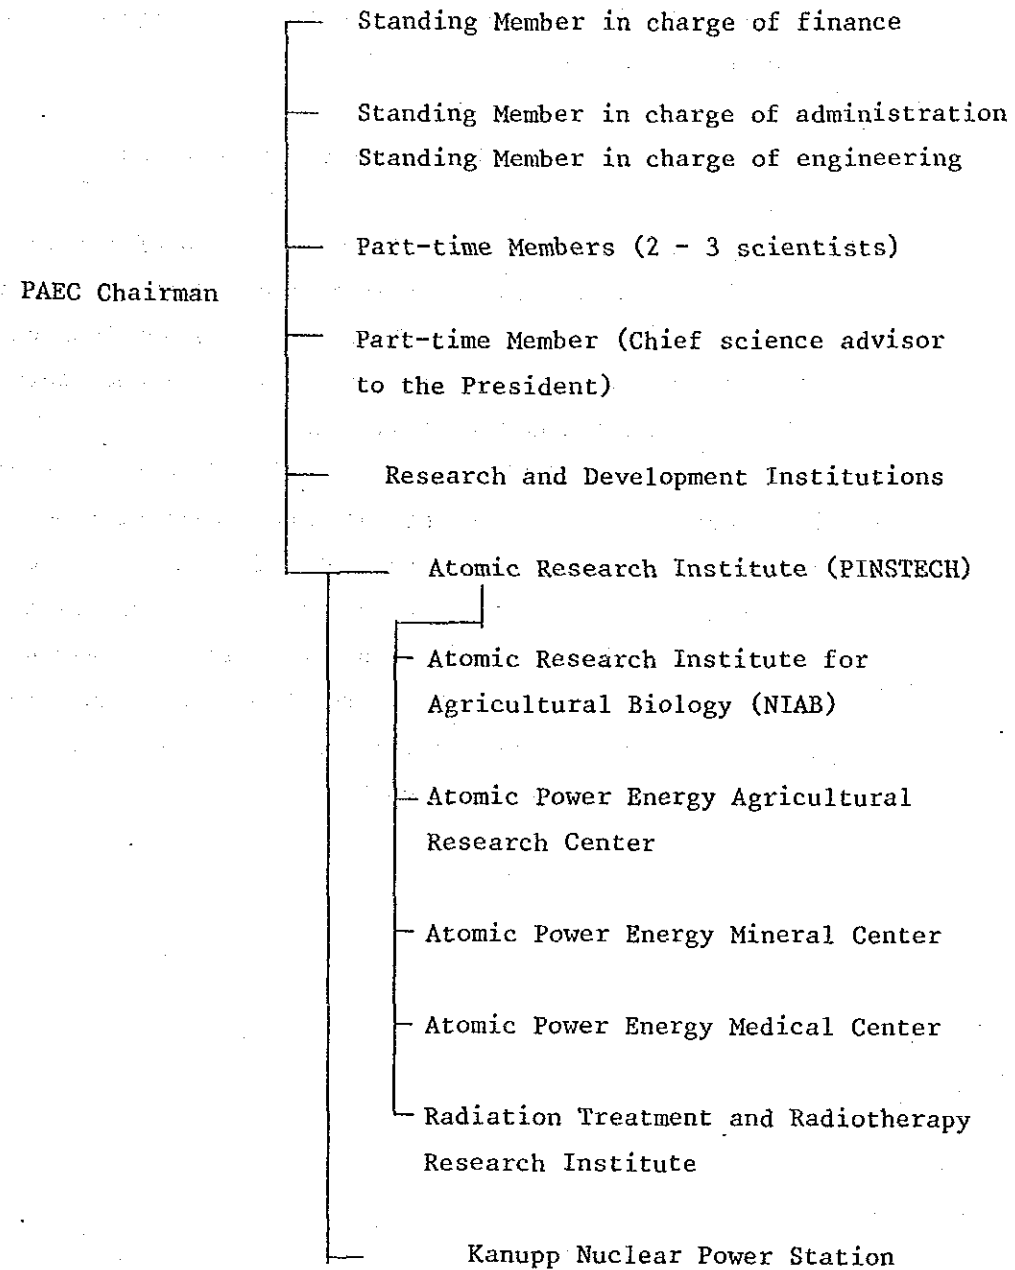 Standing Member in charge of finance
Standing Member in charge of administration
Standing Member in charge of engineering
Part-time Members (2 - 3 scientists)
PAEC Chairman
Part-time Member (Chief science advisor
to the President)
Research and Development Institutions
Atomic Research Institute (PINSTECH)
Atomic Research Institute for
Agricultural Biology (NIAB)
Atomic Power Energy Agricultural
Research Center
Atomic Power Energy Mineral Center
Atomic Power Energy Medical Center
Radiation Treatment and Radiotherapy
Research Institute
Kanupp Nuclear Power Station